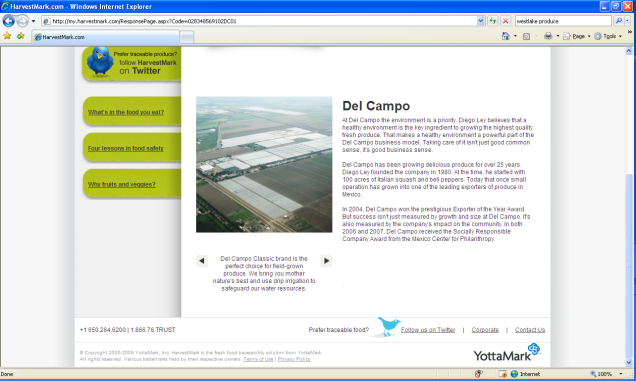 HarvestMark.com - Windows Internet Explorer
http://my.harvestmark.com/ResponsePage.aspx?Code=028348569102DC01
westlake produce
HarvestMark.com
Page
Tools
Prefer traceable produce?
follow HarvestMark
on Twitter
What's in the food you eat?
Four lessons in food safety
Why fruits and veggies?
Del Campo Classic brand is the
perfect choice for field-grown
produce. We bring you mother
nature's best and use drip irrigation to
safeguard our water resources.
Del Campo
At Del Campo the environment is a priority. Diego Ley believes that a
healthy environment is the key ingredient to growing the highest quality
fresh produce. That makes a healthy environment a powerful part of the
Del Campo business model. Taking care of it isn't just good common
sense, it's good business sense.
Del Campo has been growing delicious produce for over 25 years.
Diego Ley founded the company in 1980. At the time, he started with
100 acres of Italian squash and bell peppers. Today that once small
operation has grown into one of the leading exporters of produce in
Mexico.
In 2004, Del Campo won the prestigious Exporter of the Year Award.
But success isn't just measured by growth and size at Del Campo. It's
also measured by the company's impact on the community. In both
2006 and 2007, Del Campo received the Socially Responsible
Company Award from the Mexico Center for Philanthropy.
+1 650.264.6200 | 1.866.76.TRUST
Prefer traceable food? Follow us on Twitter | Corporate | Contact Us
© Copyright 2005-2009 YottaMark, Inc. HarvestMark is the fresh food traceability solution from YottaMark
All rights reserved. Various trademarks held by their respective owners. Terms of Use | Privacy Policy
YottaMark
Done
Internet
100%